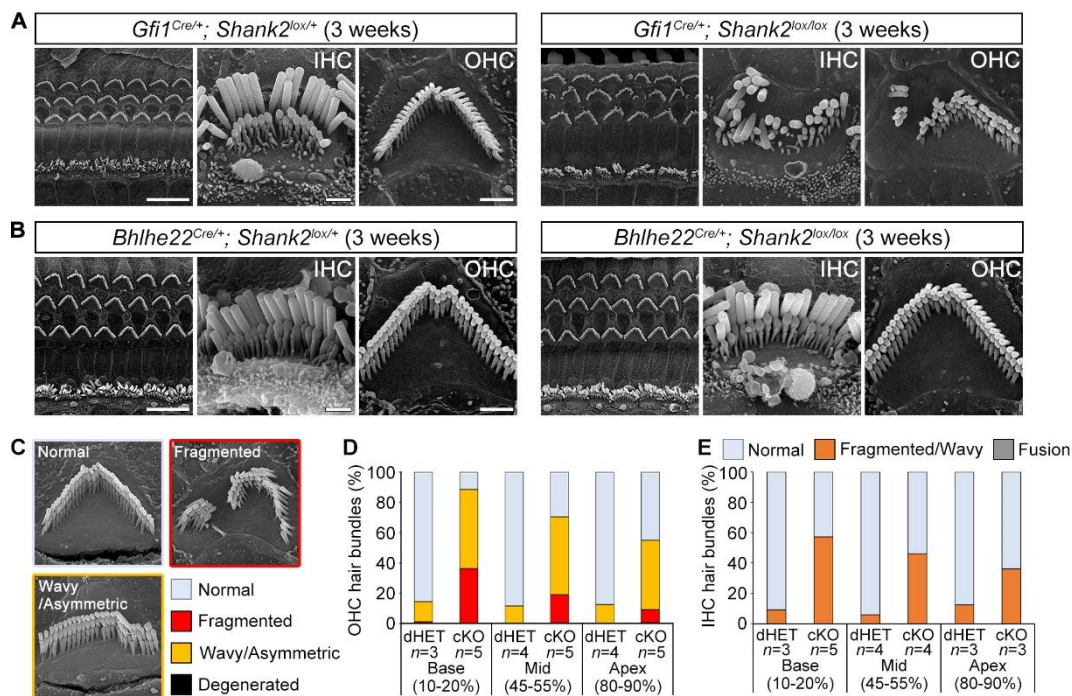 A
Gfi1Cre/+; Shank2lox/+ (3 weeks)
Gfi1Cre/+; Shank2lox/lox (3 weeks)
IHC
OHC
IHC
OHC
B
Bhlhe22Cre/+; Shank2lox/+ (3 weeks)
Bhlhe22Cre/+; Shank2lox/lox (3 weeks)
IHC
OHC
IHC
OHC
C
Normal
Fragmented
Wavy
/Asymmetric
Normal
Fragmented
Wavy/Asymmetric
Degenerated
D
OHC hair bundles (%)
100
80
60
40
20
0
dHET cKO dHET cKO dHET cKO
n=3 n=5 n=4 n=5 n=4 n=5
Base Mid Apex
(10-20%) (45-55%) (80-90%)
E
Normal Fragmented/Wavy Fusion
IHC hair bundles (%)
100
80
60
40
20
0
dHET cKO dHET cKO dHET cKO
n=3 n=5 n=4 n=4 n=3 n=3
Base Mid Apex
(10-20%) (45-55%) (80-90%)